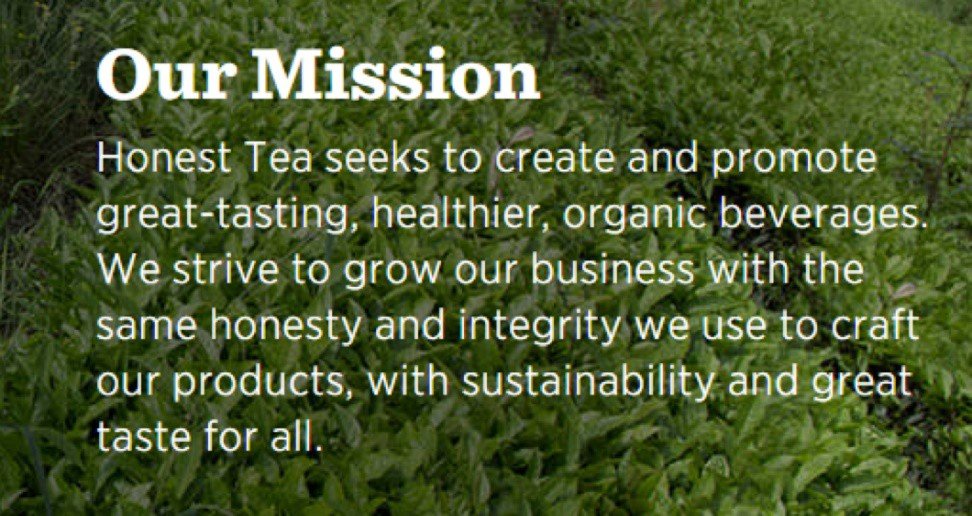 Our Mission
Honest Tea seeks to create and promote
great-tasting, healthier, organic beverages.
We strive to grow our business with the
same honesty and integrity we use to craft
our products, with sustainability and great
taste for all.